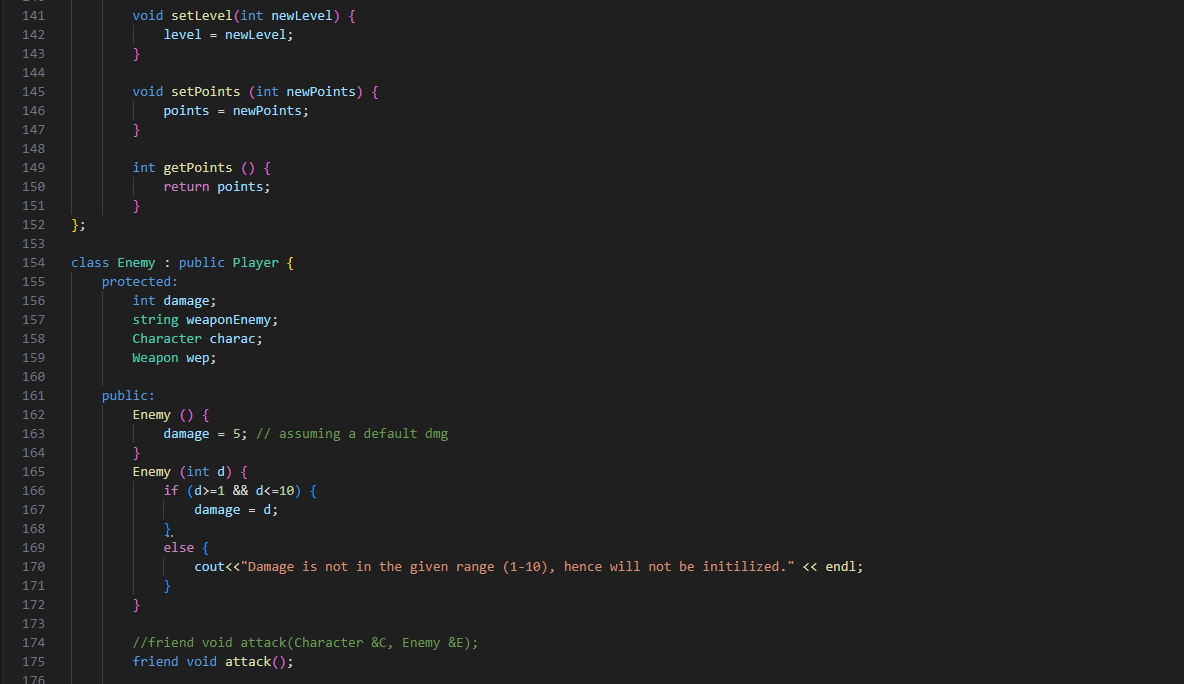 141 void setLevel(int newLevel) {
142 level = newLevel;
143 }
144
145 void setPoints (int newPoints) {
146 points = newPoints;
147 }
148
149 int getPoints () {
150 return points;
151 }
152 };
153
154 class Enemy : public Player {
155 protected:
156 int damage;
157 string weaponEnemy;
158 Character charac;
159 Weapon wep;
160
161 public:
162 Enemy () {
163 damage = 5; // assuming a default dmg
164 }
165 Enemy (int d) {
166 if (d>=1 && d<=10) {
167 damage = d;
168 }
169 else {
170 cout<<"Damage is not in the given range (1-10), hence will not be initilized." << endl;
171 }
172 }
173
174 //friend void attack(Character &C, Enemy &E);
175 friend void attack();
176